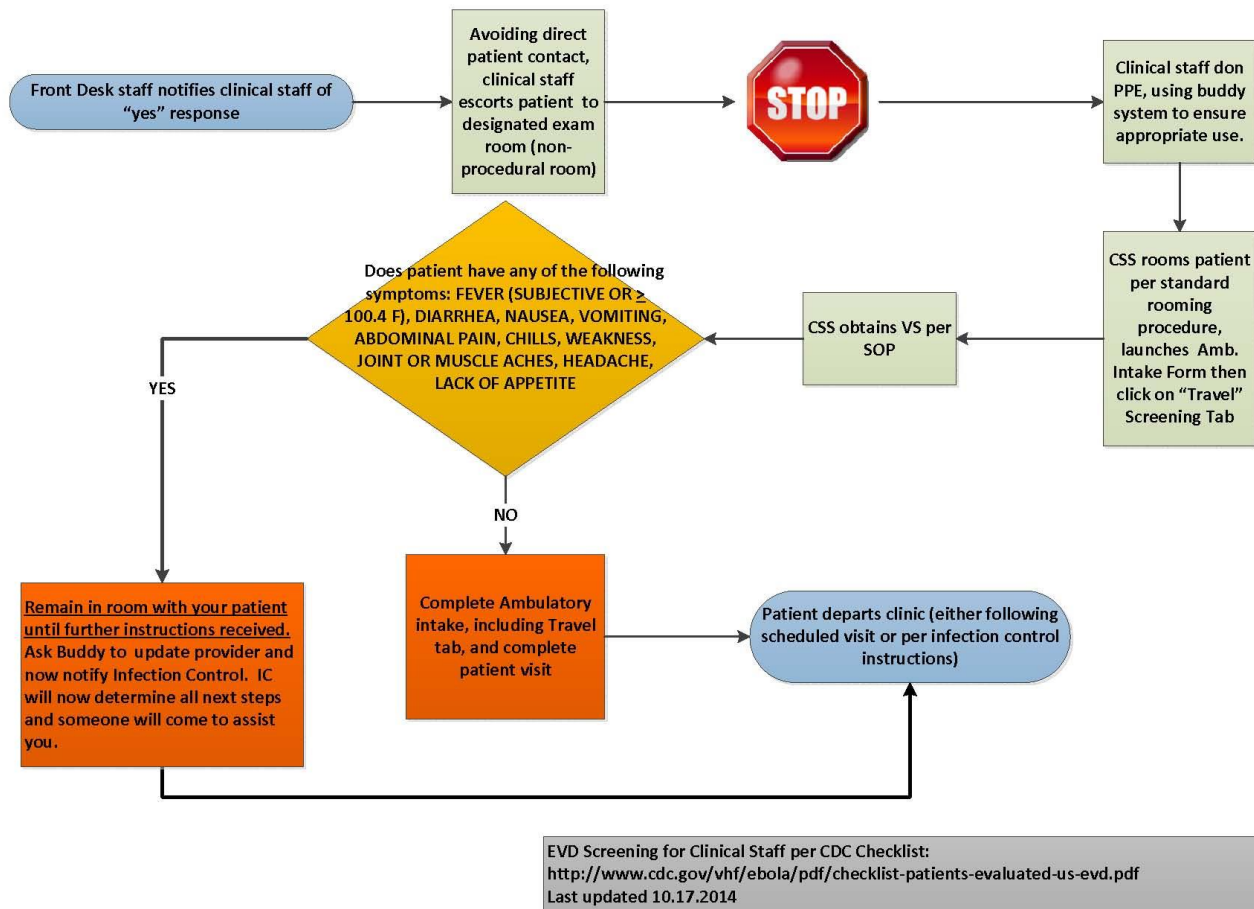 Front Desk staff notifies clinical staff of
“yes” response
Avoiding direct
patient contact,
clinical staff
escorts patient to
designated exam
room (non-
procedural room)
STOP
Clinical staff don
PPE, using buddy
system to ensure
appropriate use.
CSS rooms patient
per standard
rooming
procedure,
launches Amb.
Intake Form then
click on “Travel”
Screening Tab
CSS obtains VS per
SOP
Does patient have any of the following
symptoms: FEVER (SUBJECTIVE OR ≥
100.4 F), DIARRHEA, NAUSEA, VOMITING,
ABDOMINAL PAIN, CHILLS, WEAKNESS,
JOINT OR MUSCLE ACHES, HEADACHE,
LACK OF APPETITE
YES
NO
Remain in room with your patient
until further instructions received.
Ask Buddy to update provider and
now notify Infection Control. IC
will now determine all next steps
and someone will come to assist
you.
Complete Ambulatory
intake, including Travel
tab, and complete
patient visit
Patient departs clinic (either following
scheduled visit or per infection control
instructions)
EVD Screening for Clinical Staff per CDC Checklist:
http://www.cdc.gov/vhf/ebola/pdf/checklist-patients-evaluated-us-evd.pdf
Last updated 10.17.2014